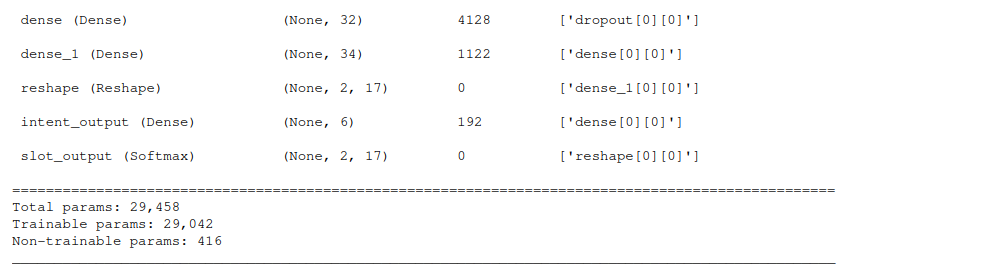 dense (Dense) (None, 32) 4128 ['dropout[0][0]']
dense_1 (Dense) (None, 34) 1122 ['dense[0][0]']
reshape (Reshape) (None, 2, 17) 0 ['dense_1[0][0]']
intent_output (Dense) (None, 6) 192 ['dense[0][0]']
slot_output (Softmax) (None, 2, 17) 0 ['reshape[0][0]']
==================================================================================================
Total params: 29,458
Trainable params: 29,042
Non-trainable params: 416
__________________________________________________________________________________________________